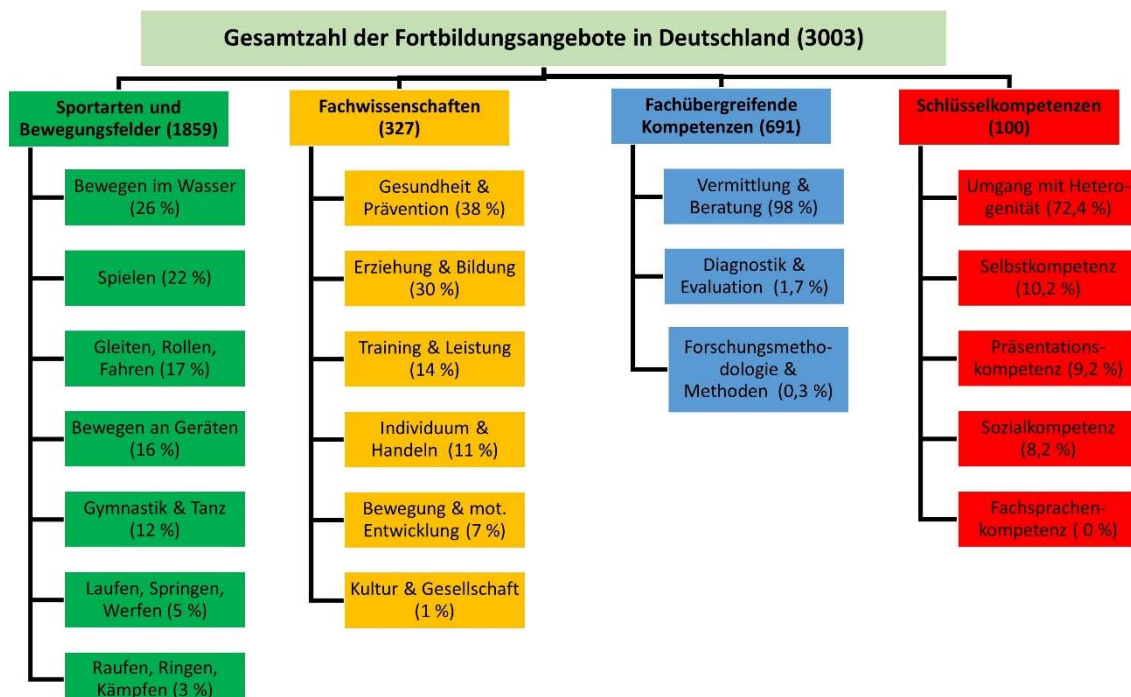 Gesamtzahl der Fortbildungsangebote in Deutschland (3003)
Sportarten und
Bewegungsfelder (1859)
Bewegen im Wasser
(26 %)
Spielen (22 %)
Gleiten, Rollen,
Fahren (17 %)
Bewegen an Geräten
(16 %)
Gymnastik & Tanz
(12 %)
Laufen, Springen,
Werfen (5 %)
Raufen, Ringen,
Kämpfen (3 %)
Fachwissenschaften
(327)
Gesundheit &
Prävention (38 %)
Erziehung & Bildung
(30 %)
Training & Leistung
(14 %)
Individuum &
Handeln (11 %)
Bewegung & mot.
Entwicklung (7 %)
Kultur & Gesellschaft
(1 %)
Fachübergreifende
Kompetenzen (691)
Vermittlung &
Beratung (98 %)
Diagnostik &
Evaluation (1,7 %)
Forschungsmetho-
dologie &
Methoden (0,3 %)
Schlüsselkompetenzen
(100)
Umgang mit Hetero-
genität (72,4 %)
Selbstkompetenz
(10,2 %)
Präsentations-
kompetenz (9,2 %)
Sozialkompetenz
(8,2 %)
Fachsprachen-
kompetenz ( 0 %)